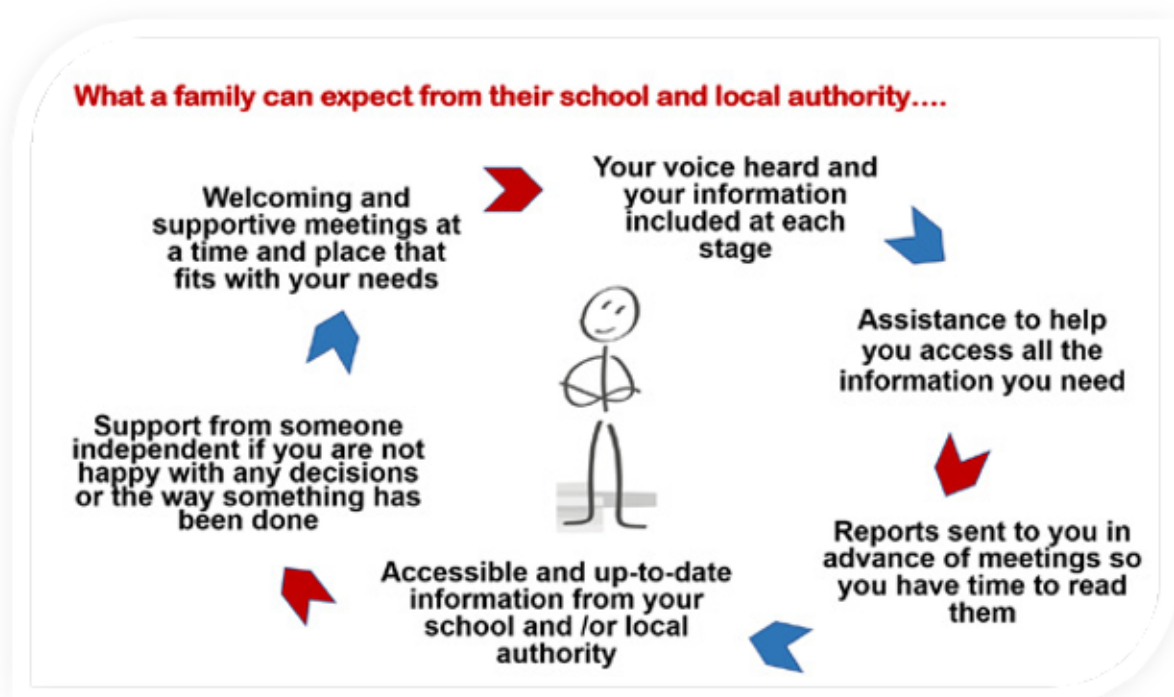 What a family can expect from their school and local authority....
Welcoming and
supportive meetings at
a time and place that
fits with your needs
Your voice heard and
your information
included at each
stage
Assistance to help
you access all the
information you need
Reports sent to you in
advance of meetings so
you have time to read
them
Accessible and up-to-date
information from your
school and /or local
authority
Support from someone
independent if you are not
happy with any decisions
or the way something has
been done